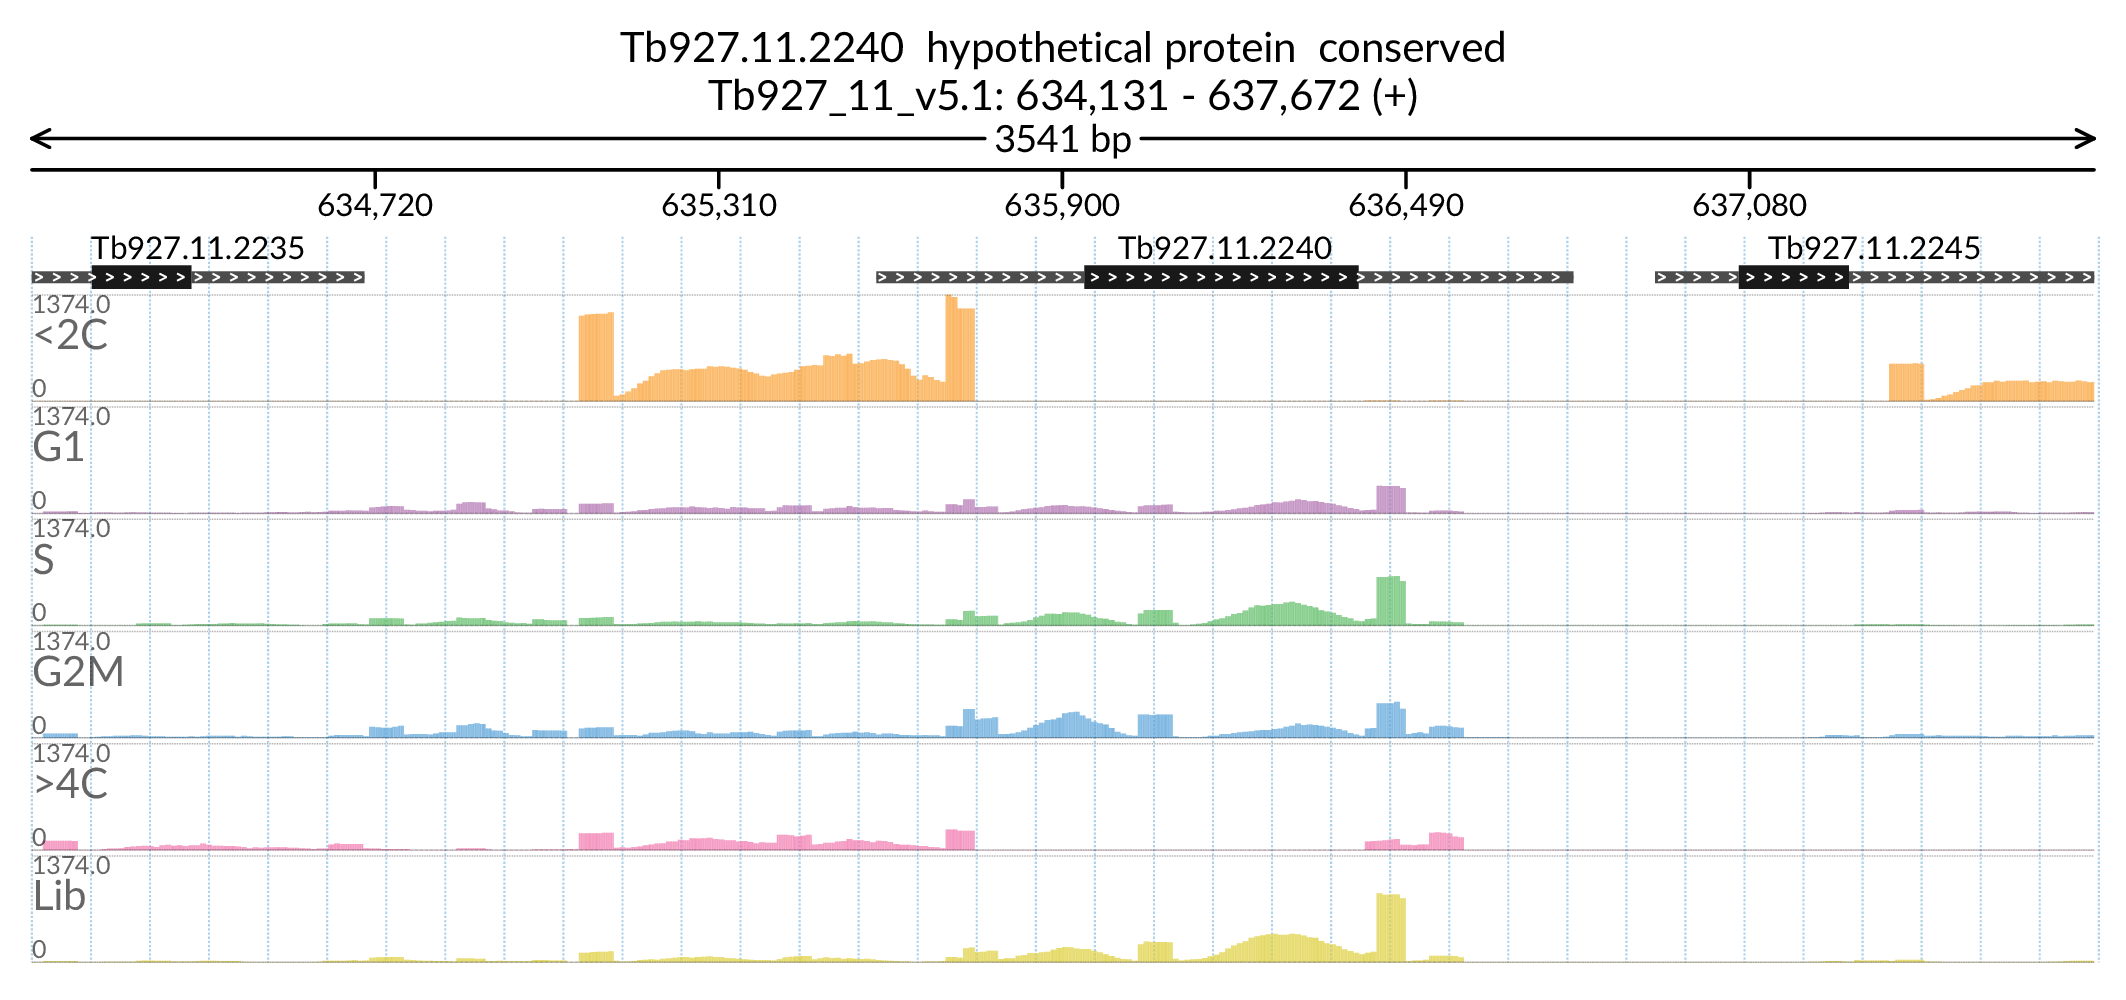 Tb927.11.2240  hypothetical protein  conserved
Tb927_11_v5.1: 634,131 - 637,672 (+)
3541 bp
634,720 635,310 635,900 636,490 637,080
Tb927.11.2235 Tb927.11.2240 Tb927.11.2245
1374.0
<2C
0
1374.0
G1
0
1374.0
S
0
1374.0
G2M
0
1374.0
>4C
0
1374.0
Lib
0